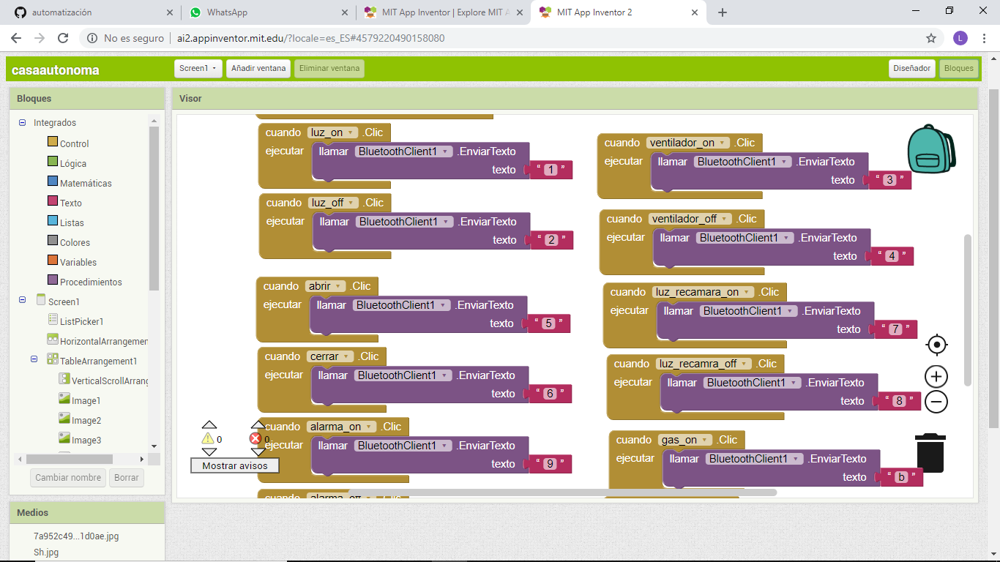 automatización
WhatsApp
MIT App Inventor | Explore MIT A
MIT App Inventor 2
No es seguro | ai2.appinventor.mit.edu/?locale=es_ES#4579220490158080
L
casaautonoma
Screen1
Añadir ventana
Eliminar ventana
Diseñador
Bloques
Bloques
Integrados
Control
Lógica
Matemáticas
Texto
Listas
Colores
Variables
Procedimientos
Screen1
ListPicker1
HorizontalArrangemen
TableArrangement1
VerticalScrollArrang
Image1
Image2
Image3
Cambiar nombre
Borrar
Medios
7a952c49...1d0ae.jpg
Sh.jpg
Visor
cuando luz_on .Clic
ejecutar llamar BluetoothClient1 .EnviarTexto
texto “ 1 ”
cuando luz_off .Clic
ejecutar llamar BluetoothClient1 .EnviarTexto
texto “ 2 ”
cuando abrir .Clic
ejecutar llamar BluetoothClient1 .EnviarTexto
texto “ 5 ”
cuando cerrar .Clic
ejecutar llamar BluetoothClient1 .EnviarTexto
texto “ 6 ”
cuando alarma_on .Clic
ejecutar llamar BluetoothClient1 .EnviarTexto
texto “ 9 ”
cuando alarma_off .Clic
cuando ventilador_on .Clic
ejecutar llamar BluetoothClient1 .EnviarTexto
texto “ 3 ”
cuando ventilador_off .Clic
ejecutar llamar BluetoothClient1 .EnviarTexto
texto “ 4 ”
cuando luz_recamara_on .Clic
ejecutar llamar BluetoothClient1 .EnviarTexto
texto “ 7 ”
cuando luz_recamra_off .Clic
ejecutar llamar BluetoothClient1 .EnviarTexto
texto “ 8 ”
cuando gas_on .Clic
ejecutar llamar BluetoothClient1 .EnviarTexto
texto “ b ”
0
0
Mostrar avisos